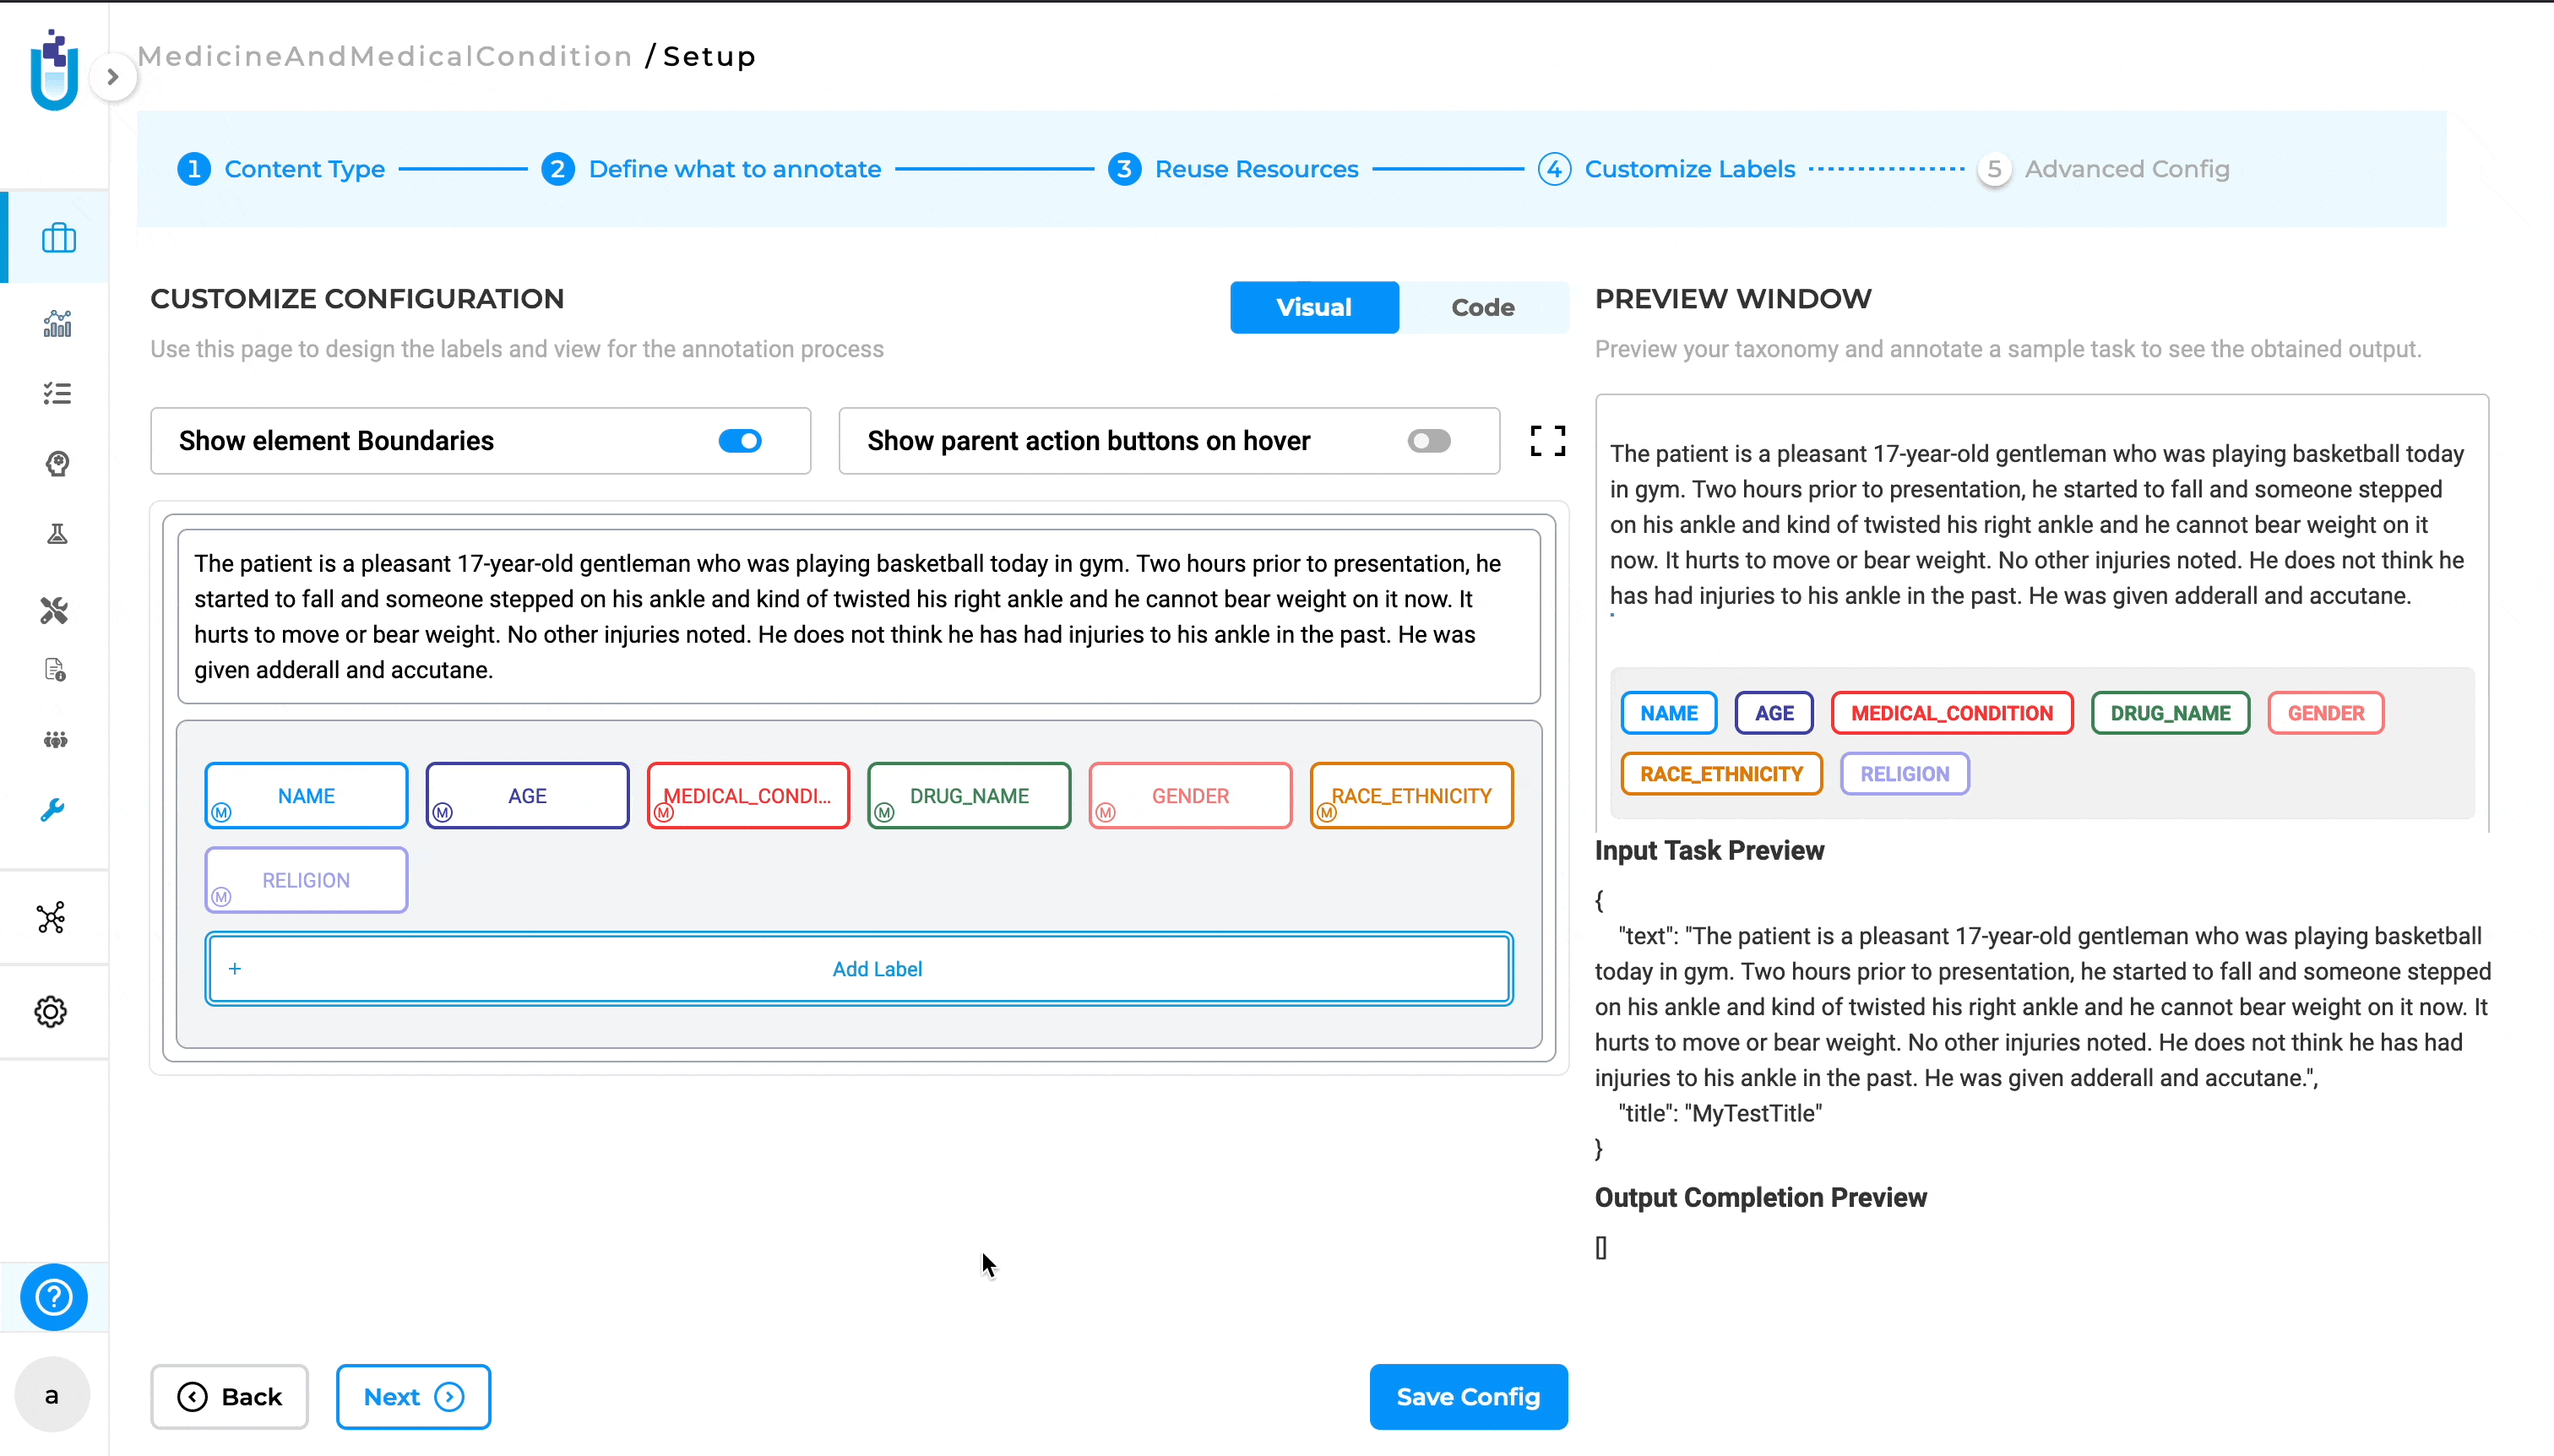 MedicineAndMedicalCondition / Setup
1 Content Type
2 Define what to annotate
3 Reuse Resources
4 Customize Labels
5 Advanced Config
CUSTOMIZE CONFIGURATION
Use this page to design the labels and view for the annotation process
Visual
Code
Show element Boundaries
Show parent action buttons on hover
The patient is a pleasant 17-year-old gentleman who was playing basketball today in gym. Two hours prior to presentation, he
started to fall and someone stepped on his ankle and kind of twisted his right ankle and he cannot bear weight on it now. It
hurts to move or bear weight. No other injuries noted. He does not think he has had injuries to his ankle in the past. He was
given adderall and accutane.
M NAME
M AGE
M MEDICAL_CONDI...
M DRUG_NAME
M GENDER
M RACE_ETHNICITY
M RELIGION
+ Add Label
Back
Next
Save Config
PREVIEW WINDOW
Preview your taxonomy and annotate a sample task to see the obtained output.
The patient is a pleasant 17-year-old gentleman who was playing basketball today
in gym. Two hours prior to presentation, he started to fall and someone stepped
on his ankle and kind of twisted his right ankle and he cannot bear weight on it
now. It hurts to move or bear weight. No other injuries noted. He does not think he
has had injuries to his ankle in the past. He was given adderall and accutane.
NAME AGE MEDICAL_CONDITION DRUG_NAME GENDER
RACE_ETHNICITY RELIGION
Input Task Preview
{
"text": "The patient is a pleasant 17-year-old gentleman who was playing basketball
today in gym. Two hours prior to presentation, he started to fall and someone stepped
on his ankle and kind of twisted his right ankle and he cannot bear weight on it now. It
hurts to move or bear weight. No other injuries noted. He does not think he has had
injuries to his ankle in the past. He was given adderall and accutane.",
"title": "MyTestTitle"
}
Output Completion Preview
[]
?
a